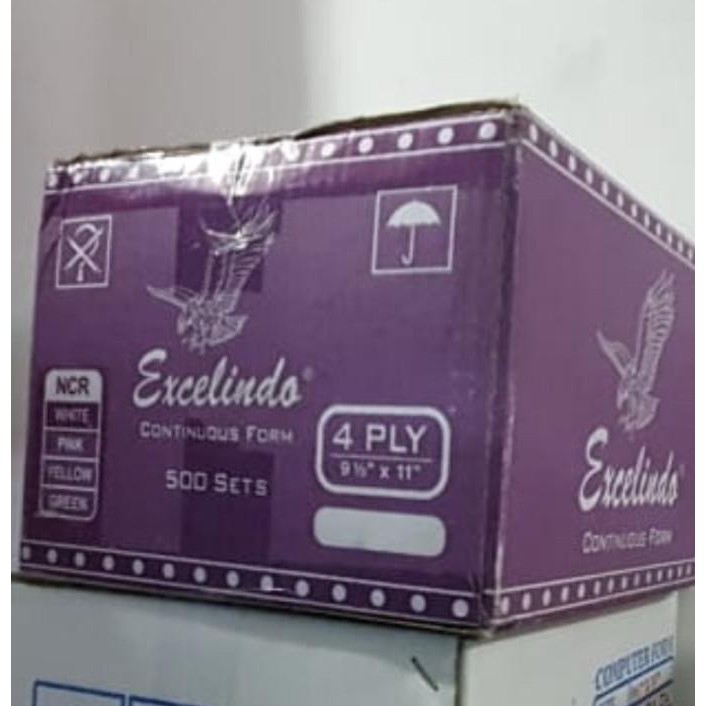 NCR
WHITE
PINK
YELLOW
GREEN
Excelindo
CONTINUOUS FORM
500 SETS
4 PLY
9 ½" x 11"
Excelindo
CONTINUOUS FORM
COMPUTER FORM